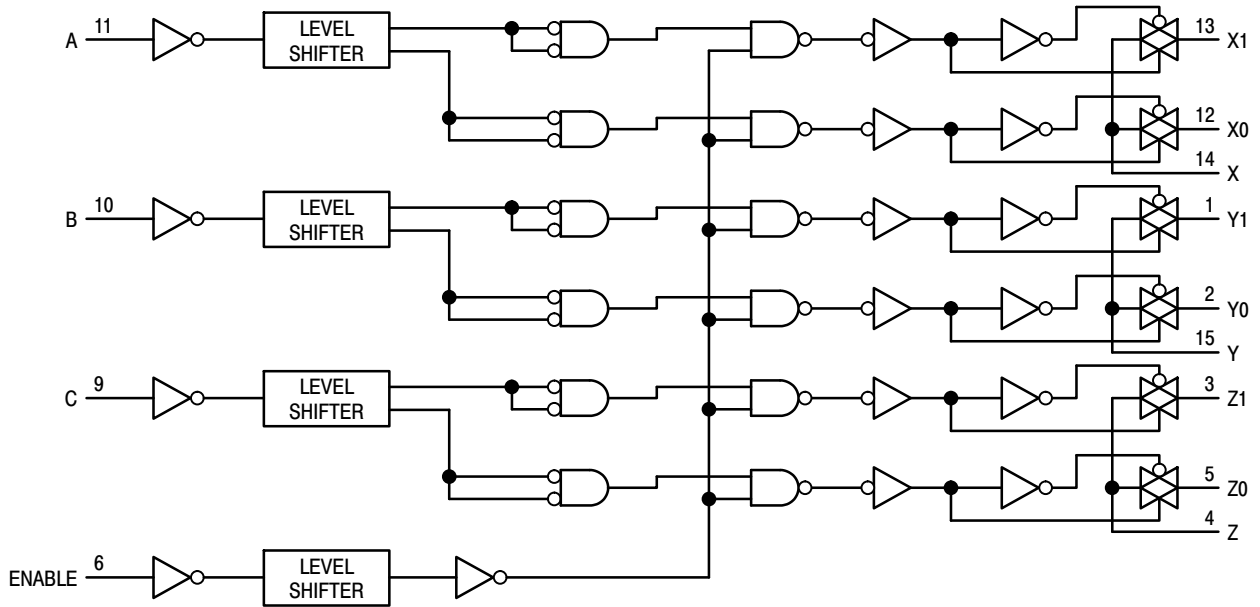 A 11 LEVEL SHIFTER 13 X1
12 X0
14 X
B 10 LEVEL SHIFTER 1 Y1
2 Y0
15 Y
C 9 LEVEL SHIFTER 3 Z1
5 Z0
4 Z
ENABLE 6 LEVEL SHIFTER